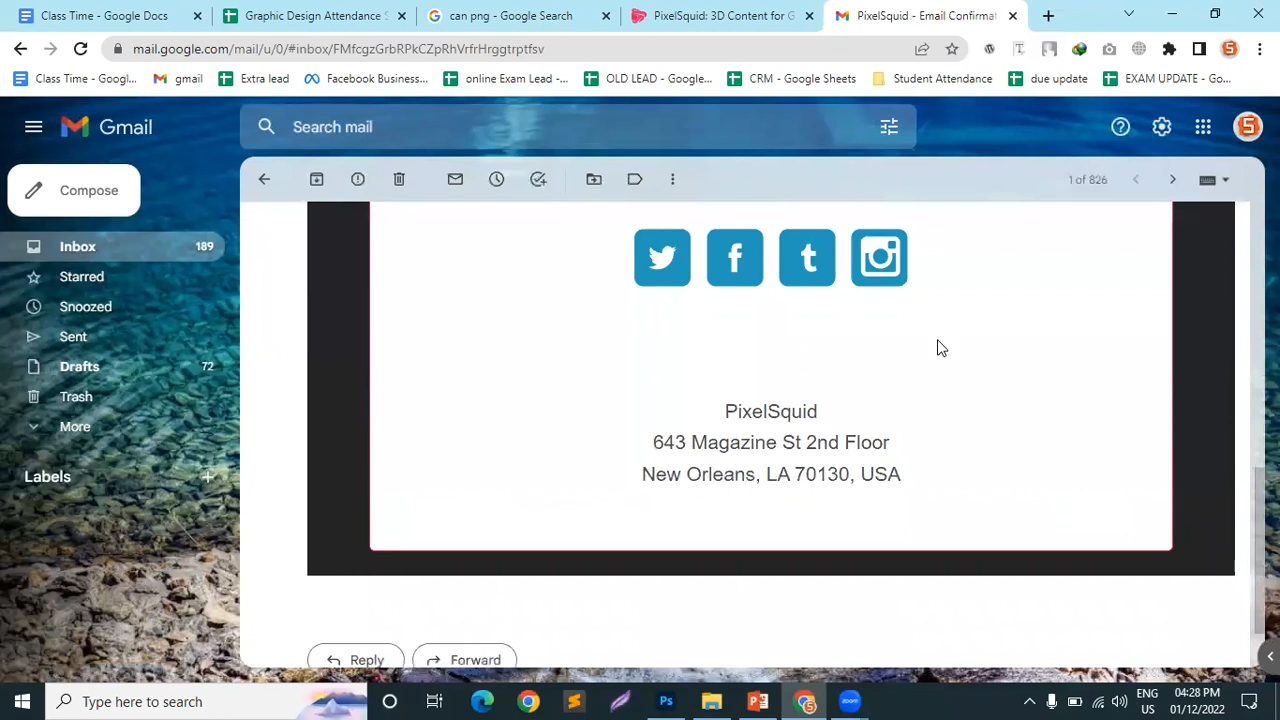 Class Time - Google Docs
Graphic Design Attendance S
can png - Google Search
PixelSquid: 3D Content for G
PixelSquid - Email Confirmat
mail.google.com/mail/u/0/#inbox/FMfcgzGrbRPkCZpRhVrfrHrggtrptfsv
Class Time - Googl...
gmail
Extra lead
Facebook Business...
online Exam Lead -...
OLD LEAD - Google...
CRM - Google Sheets
Student Attendance
due update
EXAM UPDATE - Go...
Gmail
Search mail
Compose
1 of 826
Inbox 189
Starred
Snoozed
Sent
Drafts 72
Trash
More
Labels
PixelSquid
643 Magazine St 2nd Floor
New Orleans, LA 70130, USA
Reply
Forward
Type here to search
Ps
zoom
ENG
US
04:28 PM
01/12/2022